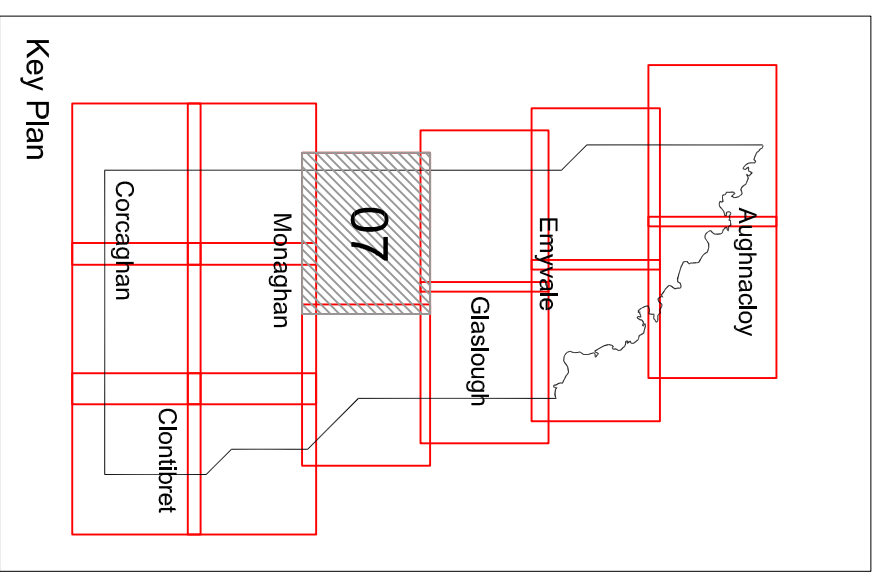 Key Plan
Aughnacloy
Emyvale
Glaslough
07
Monaghan
Clontibret
Corcaghan